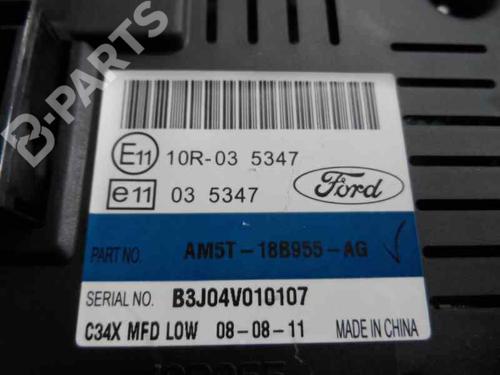 B-PARTS
E11 10R-03 5347
e11 03 5347
Ford
PART NO. AM5T-18B955-AG
SERIAL NO. B3J04V010107
C34X MFD LOW 08-08-11 MADE IN CHINA